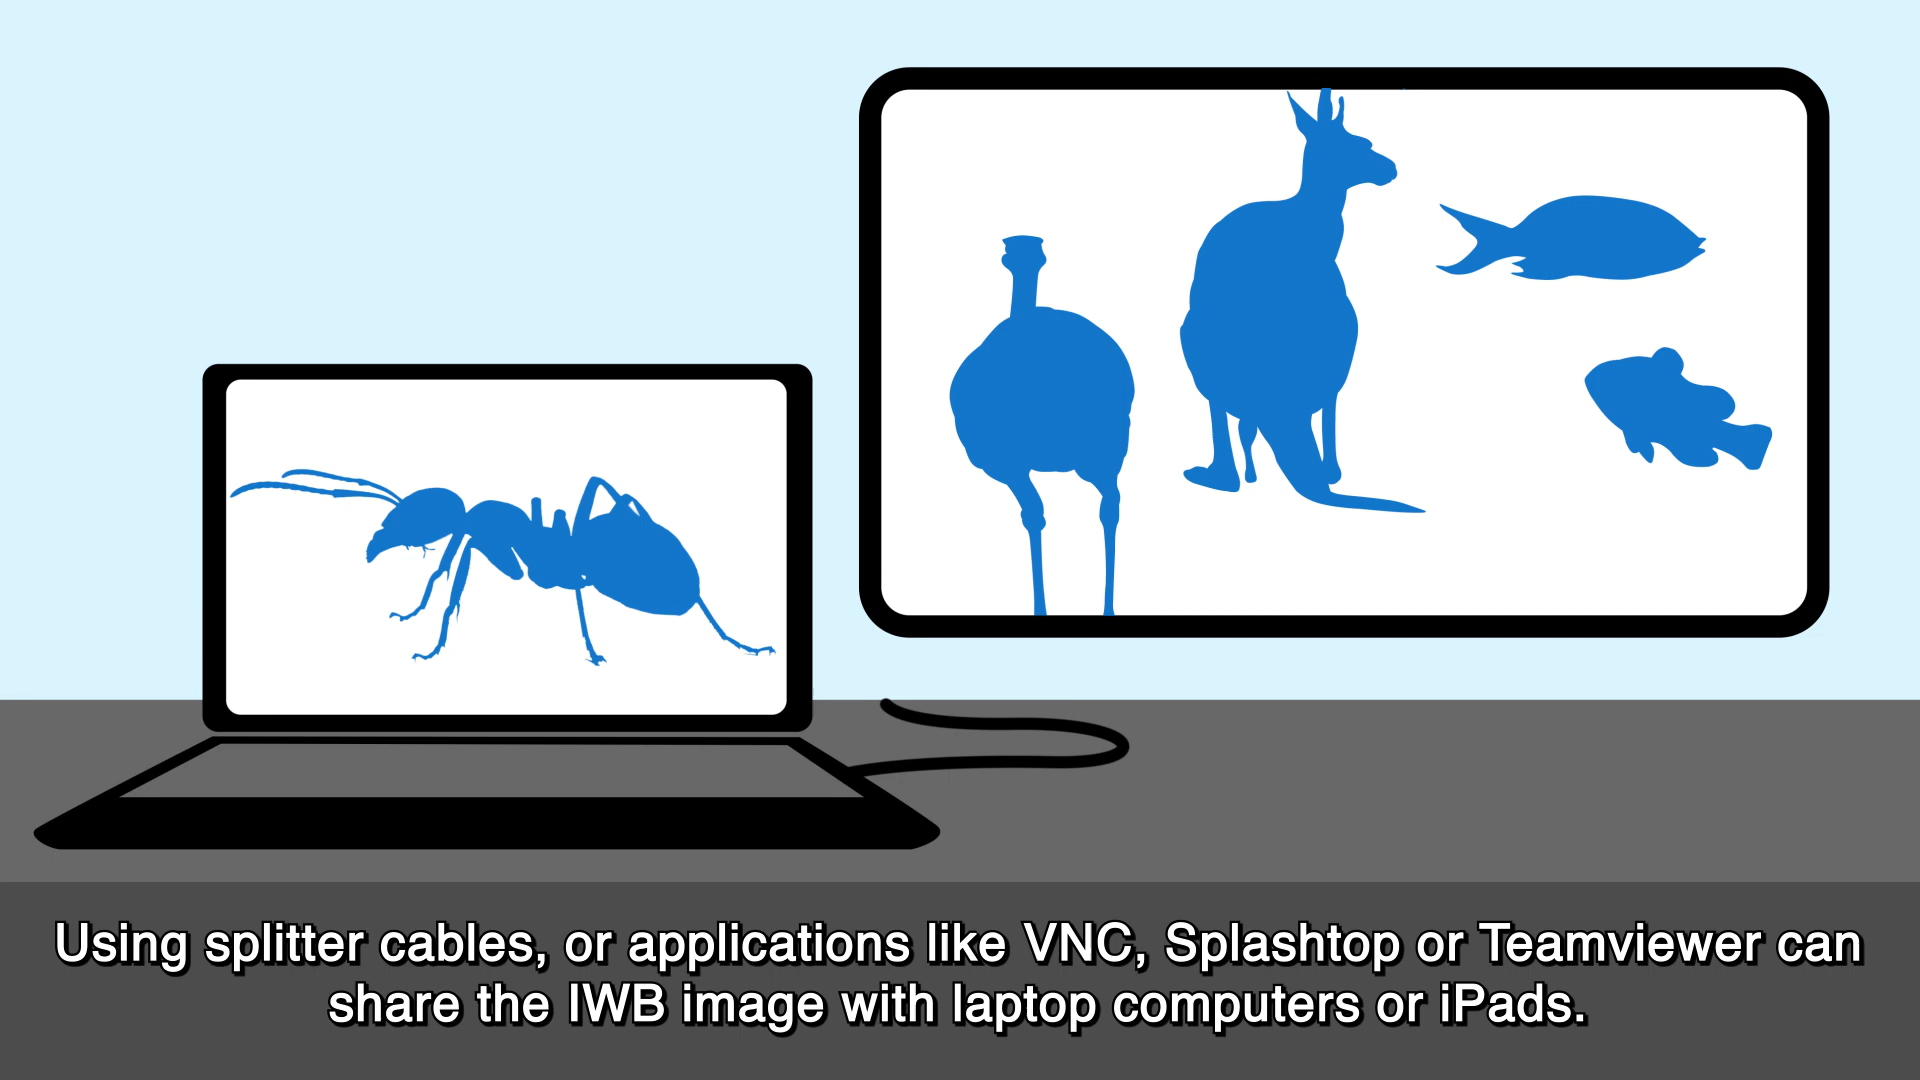 Using splitter cables, or applications like VNC, Splashtop or Teamviewer can
share the IWB image with laptop computers or iPads.